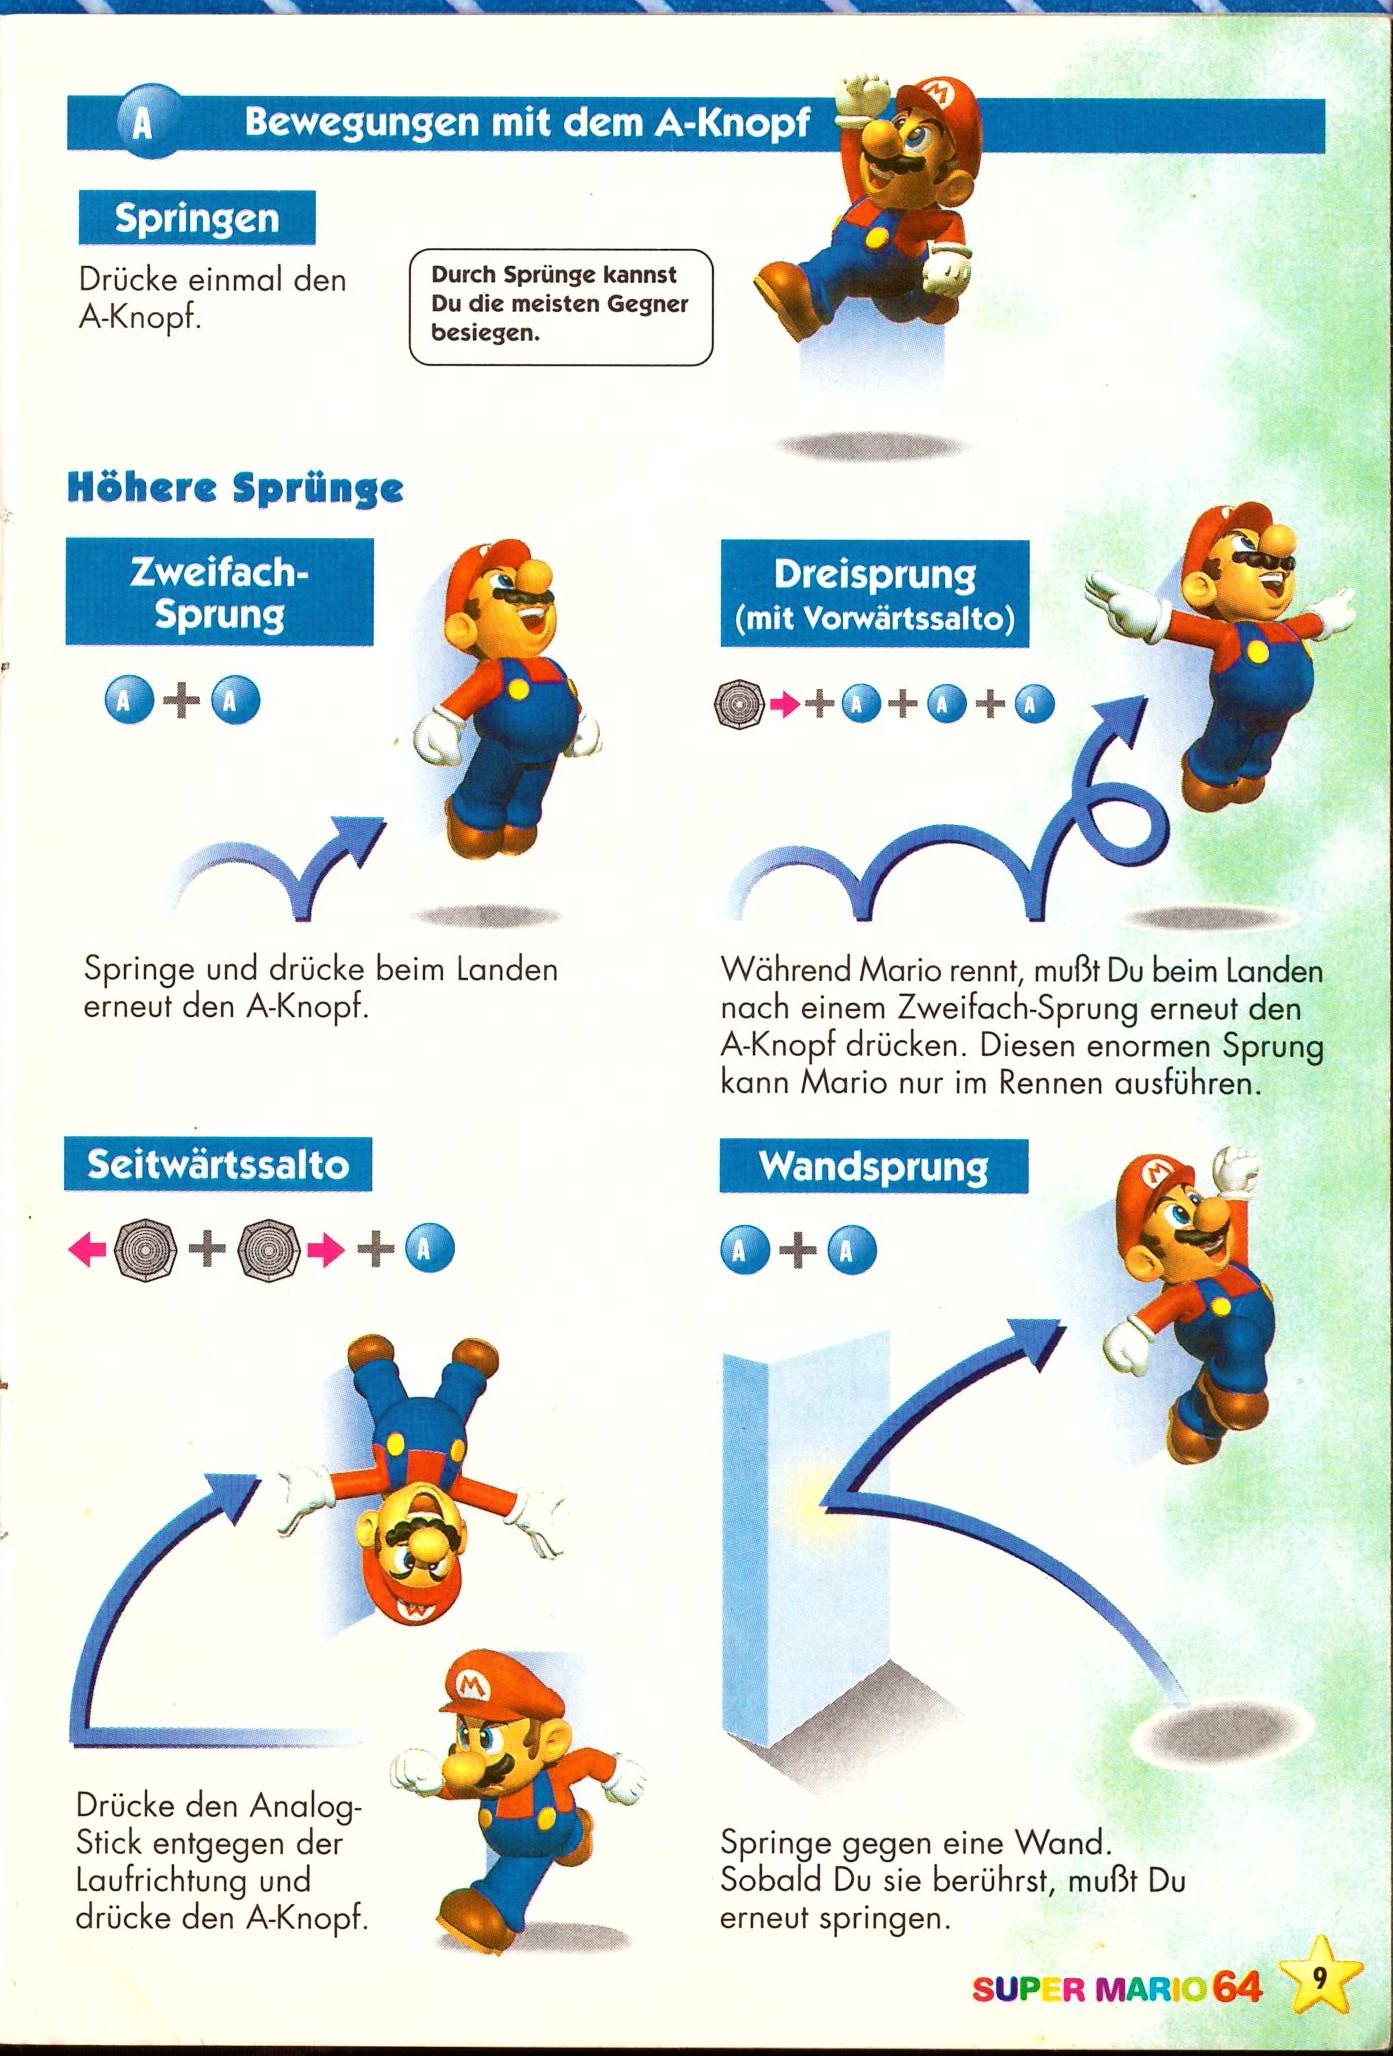 A
Bewegungen mit dem A-Knopf
Springen
Drücke einmal den
A-Knopf.
Durch Sprünge kannst
Du die meisten Gegner
besiegen.
Höhere Sprünge
Zweifach-
Sprung
A + A
Springe und drücke beim Landen
erneut den A-Knopf.
Dreisprung
(mit Vorwärtssalto)
+ A + A + A
Während Mario rennt, mußt Du beim Landen
nach einem Zweifach-Sprung erneut den
A-Knopf drücken. Diesen enormen Sprung
kann Mario nur im Rennen ausführen.
Seitwärtssalto
+ + A
Drücke den Analog-
Stick entgegen der
Laufrichtung und
drücke den A-Knopf.
Wandsprung
A + A
Springe gegen eine Wand.
Sobald Du sie berührst, mußt Du
erneut springen.
SUPER MARIO 64
9